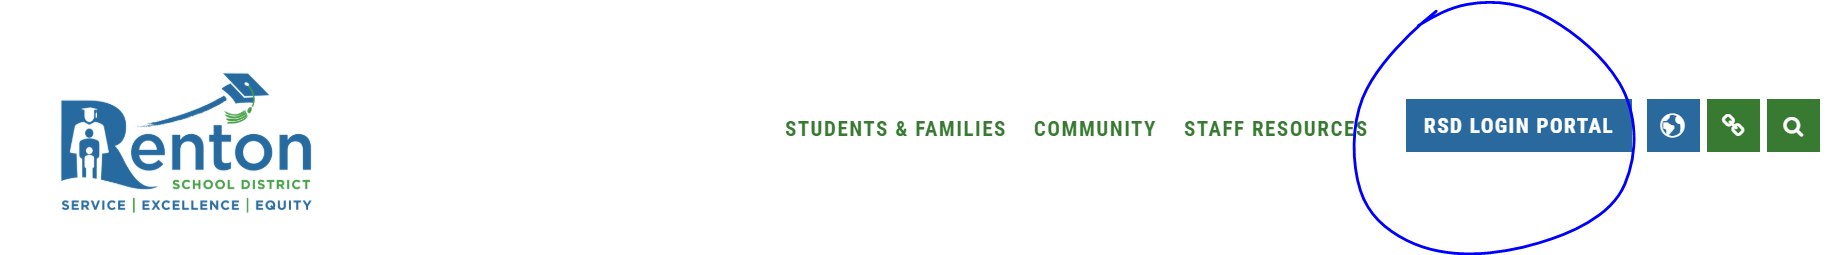 Renton
SCHOOL DISTRICT
SERVICE | EXCELLENCE | EQUITY
STUDENTS & FAMILIES COMMUNITY STAFF RESOURCES RSD LOGIN PORTAL